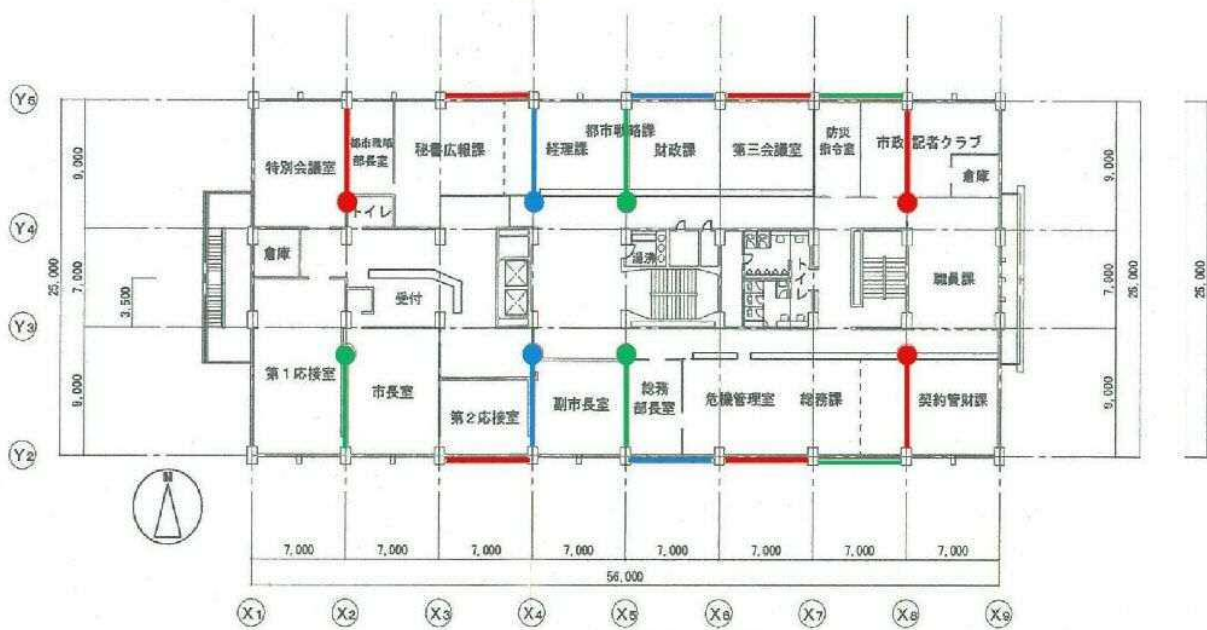 Y5
Y4
Y3
Y2
25,000
9,000
7,000
9,000
3,500
特別会議室
都市戦略
部長室
秘書広報課
経理課
都市戦略課
財政課
第三会議室
防災
指令室
市政記者クラブ
倉庫
トイレ
倉庫
受付
湯沸
トイレ
職員課
第1応接室
市長室
第2応接室
副市長室
総務
部長室
危機管理室
総務課
契約管財課
9,000
7,000
9,000
25,000
25,000
N
7,000
7,000
7,000
7,000
7,000
7,000
7,000
7,000
56,000
X1
X2
X3
X4
X5
X6
X7
X8
X9